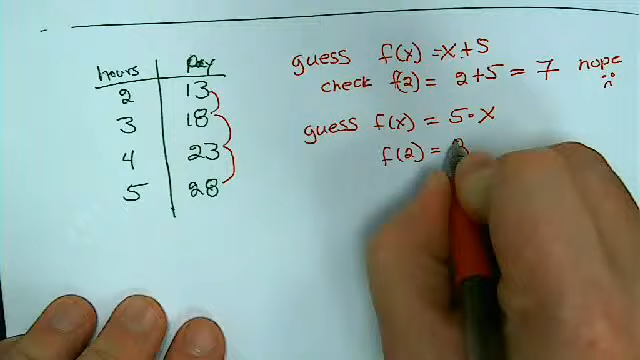 hours Pay
2 13
3 18
4 23
5 28
guess f(x) = x + 5
check f(2) = 2 + 5 = 7 nope
guess f(x) = 5 · x
f(2) =